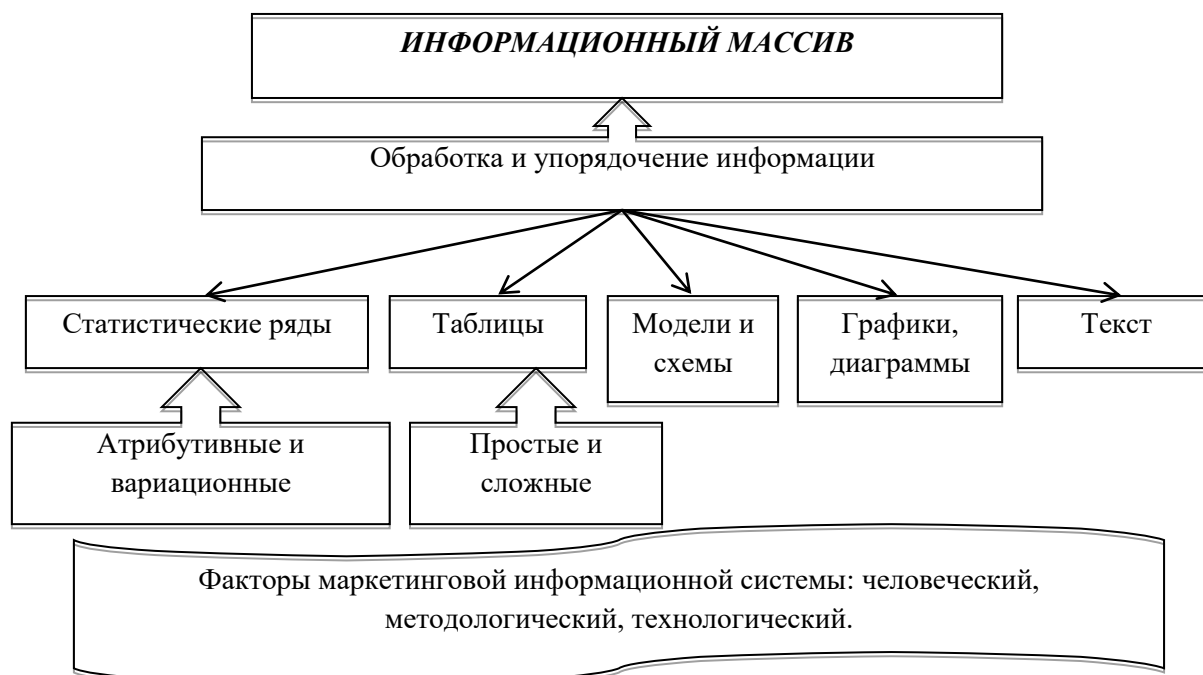 ИНФОРМАЦИОННЫЙ МАССИВ
Обработка и упорядочение информации
Статистические ряды
Таблицы
Модели и
схемы
Графики,
диаграммы
Текст
Атрибутивные и
вариационные
Простые и
сложные
Факторы маркетинговой информационной системы: человеческий,
методологический, технологический.